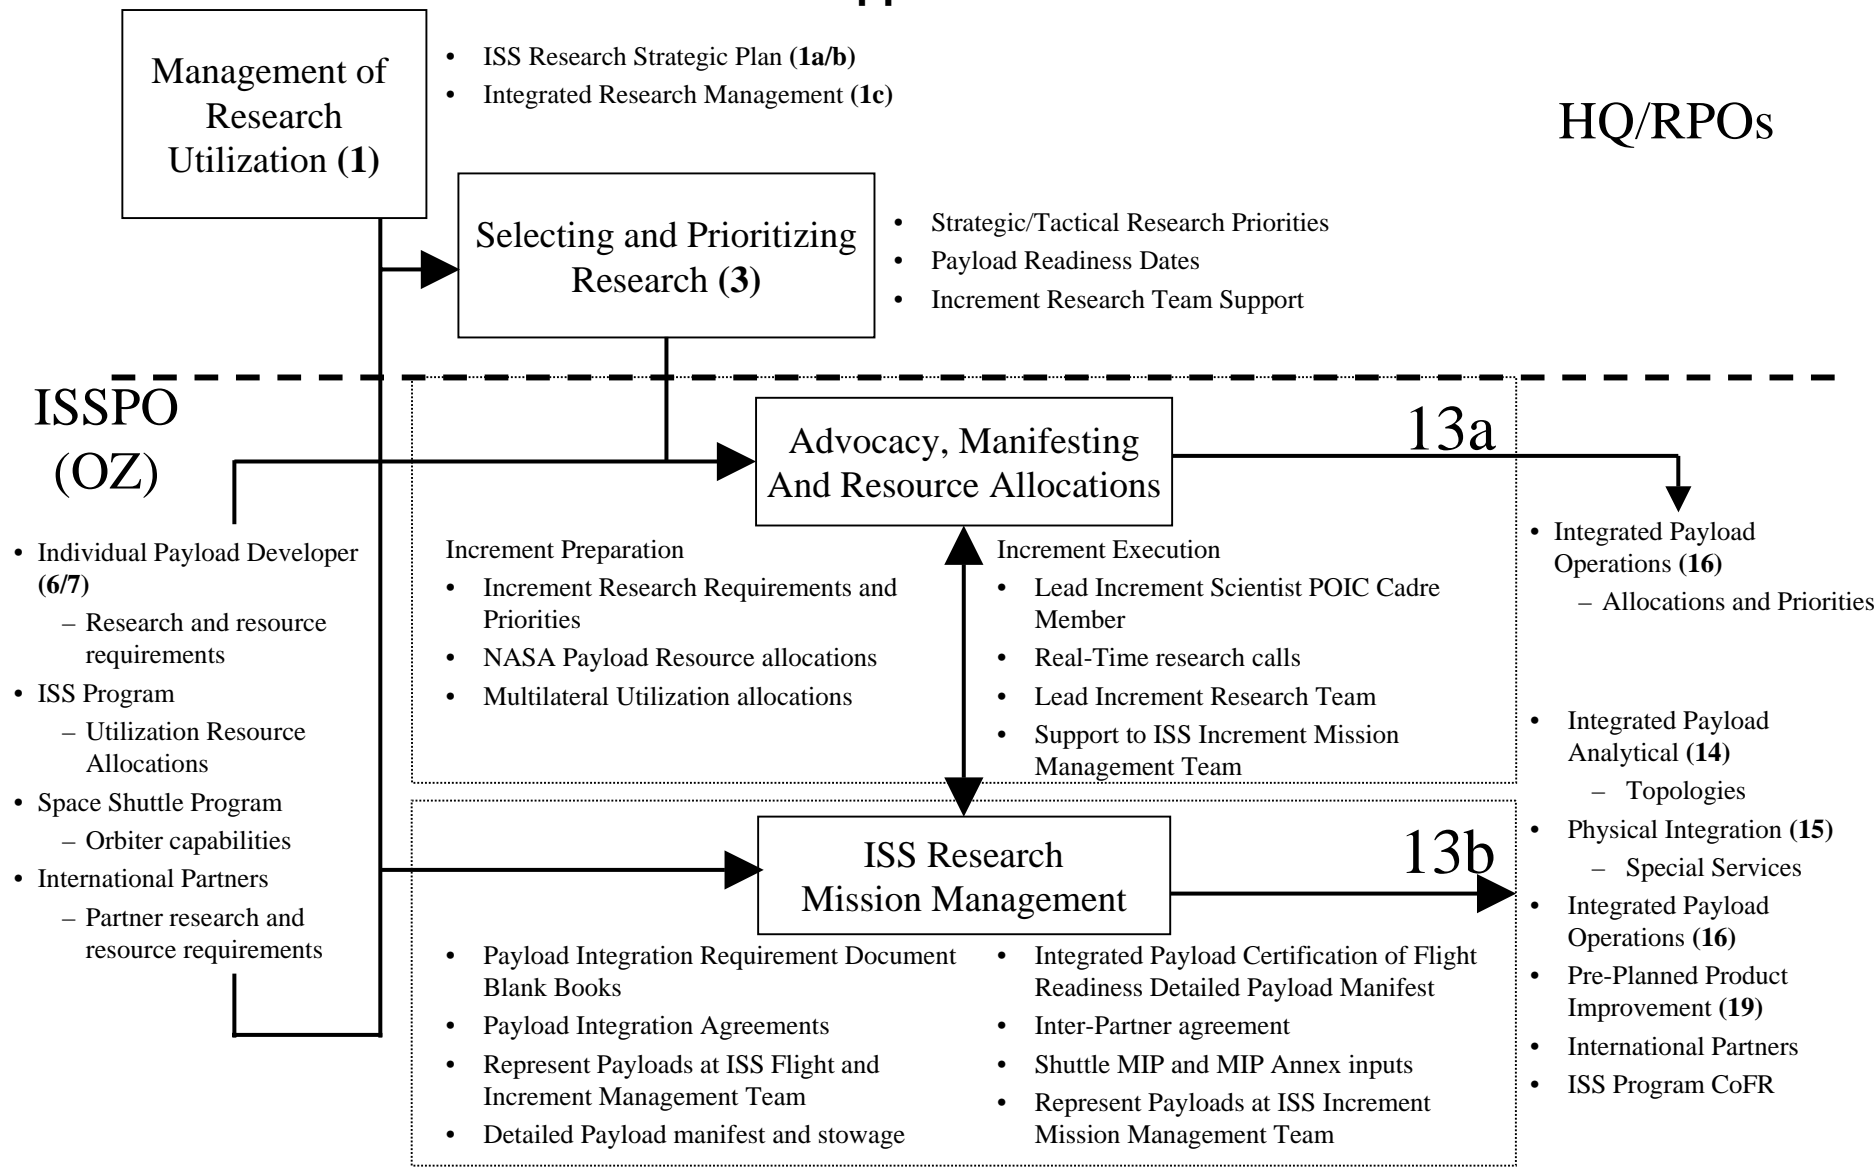 Management of
Research
Utilization (1)
• ISS Research Strategic Plan (1a/b)
• Integrated Research Management (1c)
HQ/RPOs
Selecting and Prioritizing
Research (3)
• Strategic/Tactical Research Priorities
• Payload Readiness Dates
• Increment Research Team Support
ISSPO
(OZ)
Advocacy, Manifesting
And Resource Allocations
13a
• Individual Payload Developer
(6/7)
– Research and resource
requirements
• ISS Program
– Utilization Resource
Allocations
• Space Shuttle Program
– Orbiter capabilities
• International Partners
– Partner research and
resource requirements
Increment Preparation
• Increment Research Requirements and
Priorities
• NASA Payload Resource allocations
• Multilateral Utilization allocations
Increment Execution
• Lead Increment Scientist POIC Cadre
Member
• Real-Time research calls
• Lead Increment Research Team
• Support to ISS Increment Mission
Management Team
• Integrated Payload
Operations (16)
– Allocations and Priorities
• Integrated Payload
Analytical (14)
– Topologies
• Physical Integration (15)
– Special Services
• Integrated Payload
Operations (16)
• Pre-Planned Product
Improvement (19)
• International Partners
• ISS Program CoFR
ISS Research
Mission Management
13b
• Payload Integration Requirement Document
Blank Books
• Payload Integration Agreements
• Represent Payloads at ISS Flight and
Increment Management Team
• Detailed Payload manifest and stowage
• Integrated Payload Certification of Flight
Readiness Detailed Payload Manifest
• Inter-Partner agreement
• Shuttle MIP and MIP Annex inputs
• Represent Payloads at ISS Increment
Mission Management Team